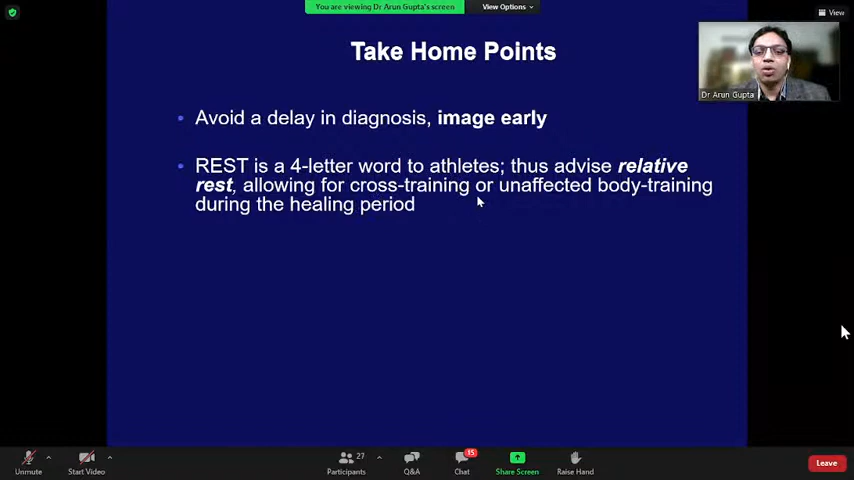 You are viewing Dr Arun Gupta's screen
View Options
View
Take Home Points
Dr Arun Gupta
• Avoid a delay in diagnosis, image early
• REST is a 4-letter word to athletes; thus advise relative
rest, allowing for cross-training or unaffected body-training
during the healing period
Unmute
Start Video
27
Participants
Q&A
35
Chat
Share Screen
Raise Hand
Leave